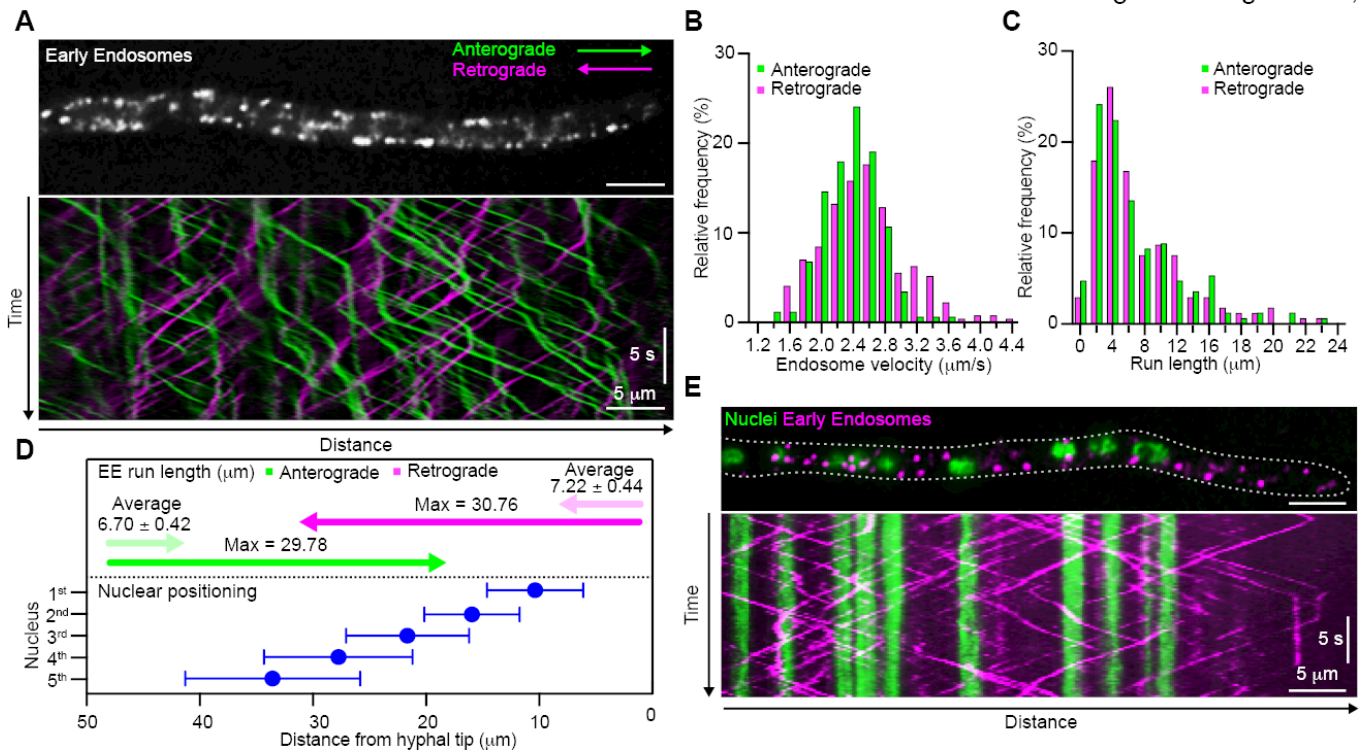 A
Early Endosomes
Anterograde
Retrograde
Time
5 s
5 μm
Distance
B
Relative frequency (%)
30
20
10
0
Anterograde
Retrograde
1.2 1.6 2.0 2.4 2.8 3.2 3.6 4.0 4.4
Endosome velocity (μm/s)
C
Relative frequency (%)
30
20
10
0
Anterograde
Retrograde
0 4 8 12 16 20 24
Run length (μm)
D
EE run length (μm) Anterograde Retrograde
Average
7.22 ± 0.44
Max = 30.76
Average
6.70 ± 0.42
Max = 29.78
Nuclear positioning
Nucleus
1st
2nd
3rd
4th
5th
50 40 30 20 10 0
Distance from hyphal tip (μm)
E
Nuclei Early Endosomes
Time
5 s
5 μm
Distance